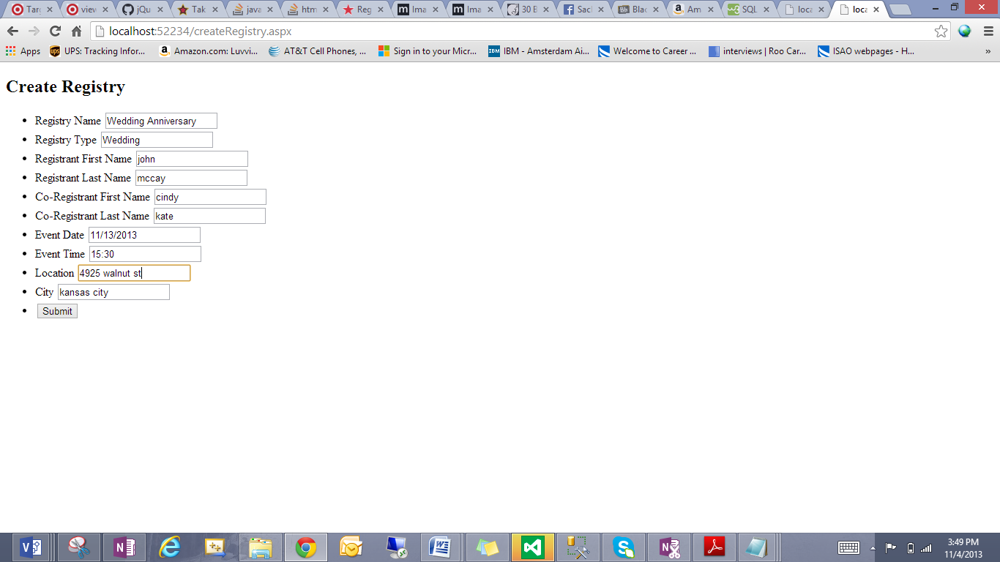 Targ view jQu Tak java htm Reg Ima Ima 30 B Sacl Blac Am SQL loca loca
localhost:52234/createRegistry.aspx
Apps UPS: Tracking Infor... Amazon.com: Luvvi... AT&T Cell Phones, ... Sign in to your Micr... IBM - Amsterdam Ai... Welcome to Career ... interviews | Roo Car... ISAO webpages - H... »
Create Registry
• Registry Name Wedding Anniversary
• Registry Type Wedding
• Registrant First Name john
• Registrant Last Name mccay
• Co-Registrant First Name cindy
• Co-Registrant Last Name kate
• Event Date 11/13/2013
• Event Time 15:30
• Location 4925 walnut st
• City kansas city
• Submit
3:49 PM
11/4/2013